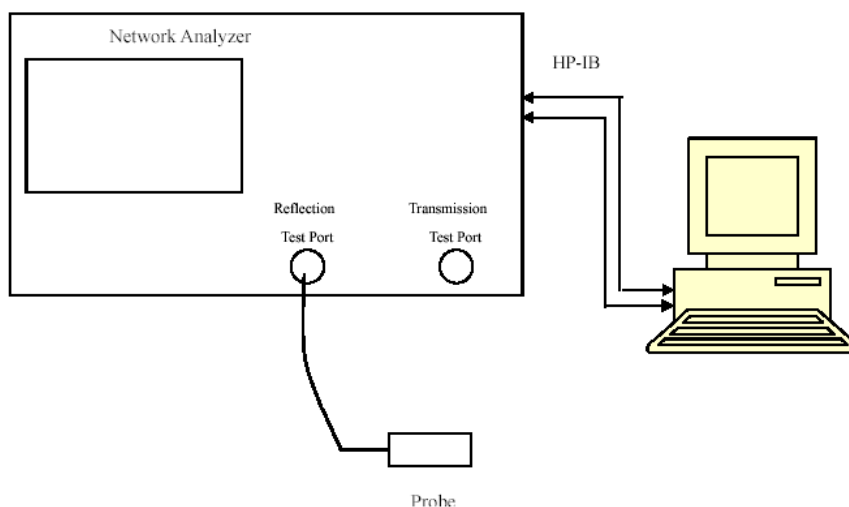 Network Analyzer
HP-IB
Reflection
Test Port
Transmission
Test Port
Probe